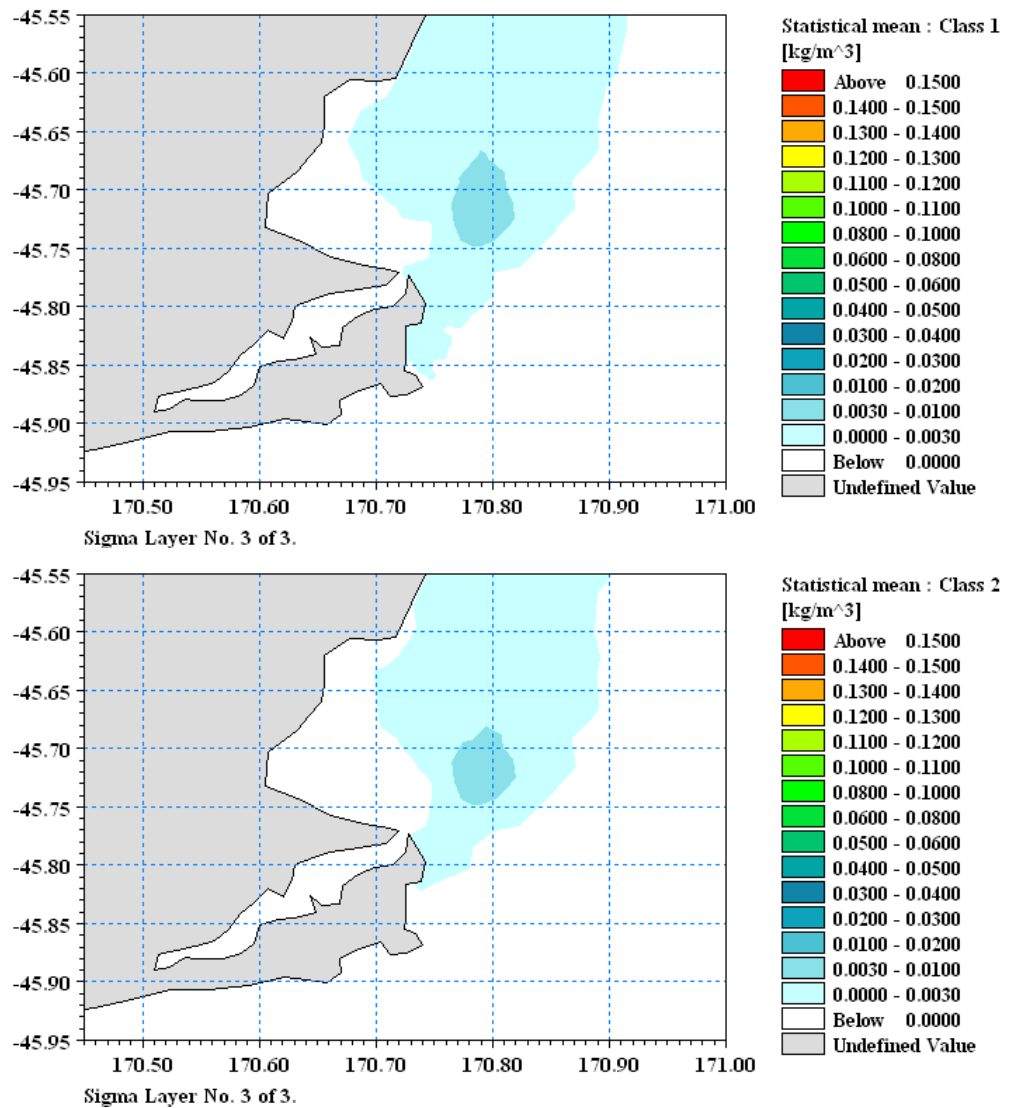 -45.55
-45.60
-45.65
-45.70
-45.75
-45.80
-45.85
-45.90
-45.95
170.50 170.60 170.70 170.80 170.90 171.00
Sigma Layer No. 3 of 3.
Statistical mean : Class 1
[kg/m^3]
Above 0.1500
0.1400 - 0.1500
0.1300 - 0.1400
0.1200 - 0.1300
0.1100 - 0.1200
0.1000 - 0.1100
0.0800 - 0.1000
0.0600 - 0.0800
0.0500 - 0.0600
0.0400 - 0.0500
0.0300 - 0.0400
0.0200 - 0.0300
0.0100 - 0.0200
0.0030 - 0.0100
0.0000 - 0.0030
Below 0.0000
Undefined Value
-45.55
-45.60
-45.65
-45.70
-45.75
-45.80
-45.85
-45.90
-45.95
170.50 170.60 170.70 170.80 170.90 171.00
Sigma Layer No. 3 of 3.
Statistical mean : Class 2
[kg/m^3]
Above 0.1500
0.1400 - 0.1500
0.1300 - 0.1400
0.1200 - 0.1300
0.1100 - 0.1200
0.1000 - 0.1100
0.0800 - 0.1000
0.0600 - 0.0800
0.0500 - 0.0600
0.0400 - 0.0500
0.0300 - 0.0400
0.0200 - 0.0300
0.0100 - 0.0200
0.0030 - 0.0100
0.0000 - 0.0030
Below 0.0000
Undefined Value